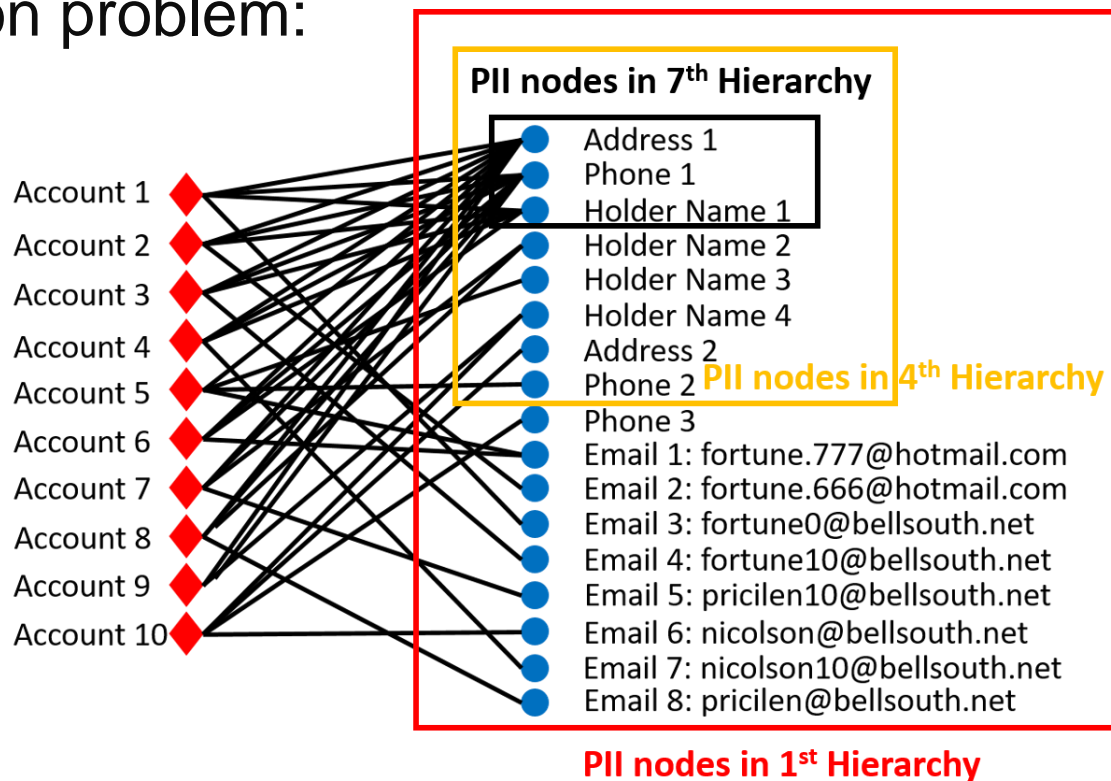 on problem:
PII nodes in 7th Hierarchy
Address 1
Phone 1
Holder Name 1
Holder Name 2
Holder Name 3
Holder Name 4
Address 2
Phone 2
PII nodes in 4th Hierarchy
Phone 3
Email 1: fortune.777@hotmail.com
Email 2: fortune.666@hotmail.com
Email 3: fortune0@bellsouth.net
Email 4: fortune10@bellsouth.net
Email 5: pricilen10@bellsouth.net
Email 6: nicolson@bellsouth.net
Email 7: nicolson10@bellsouth.net
Email 8: pricilen@bellsouth.net
PII nodes in 1st Hierarchy
Account 1
Account 2
Account 3
Account 4
Account 5
Account 6
Account 7
Account 8
Account 9
Account 10